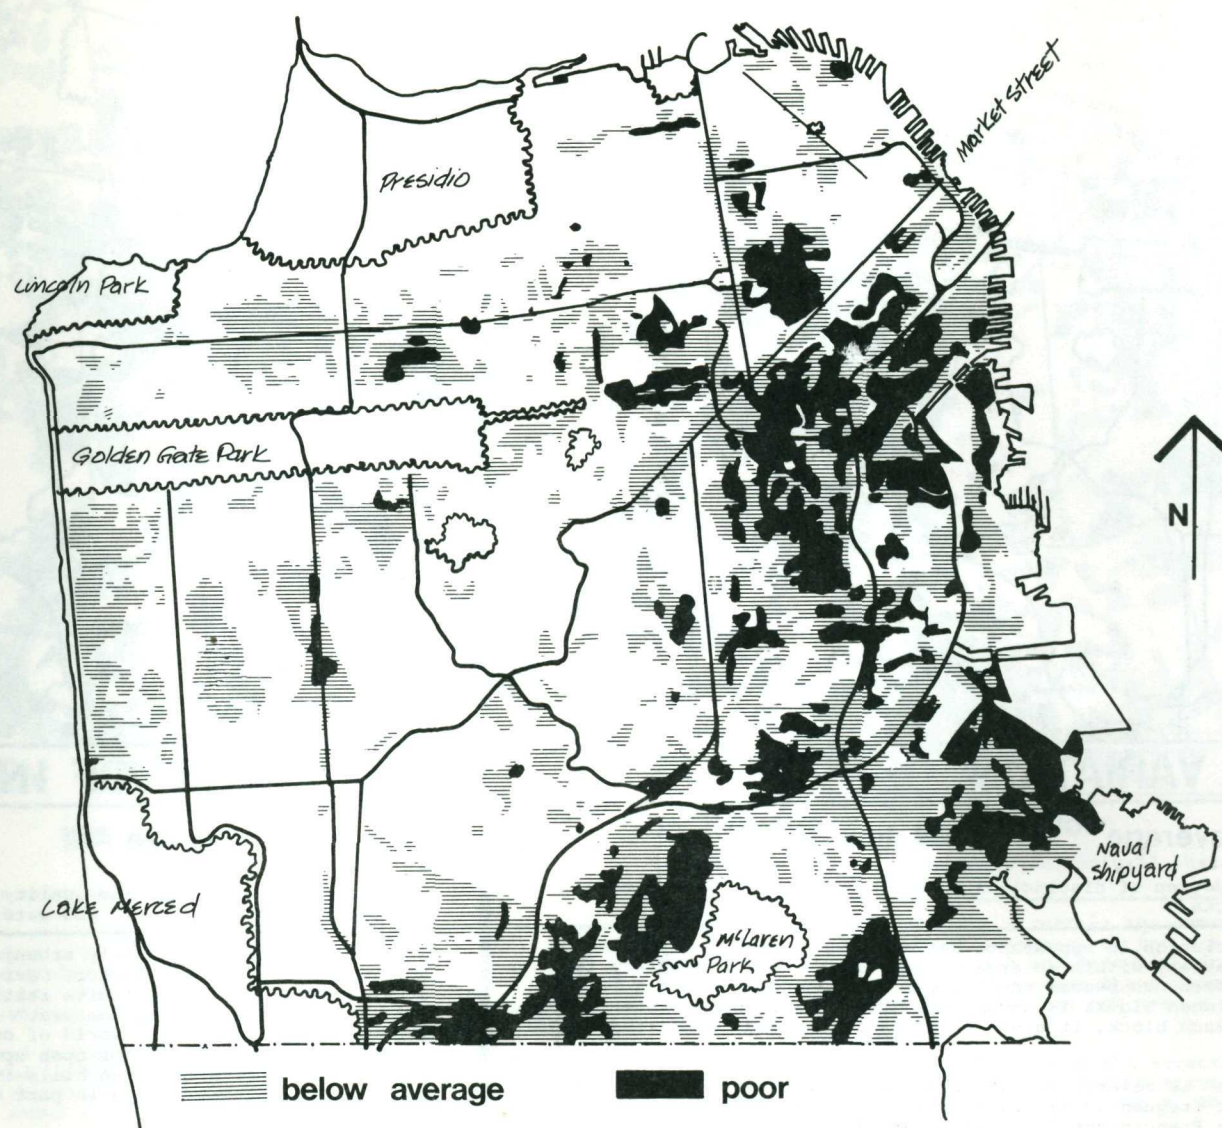 Market Street
Presidio
Lincoln Park
Golden Gate Park
N
Naval
Shipyard
Lake Merced
McLaren
Park
below average
poor